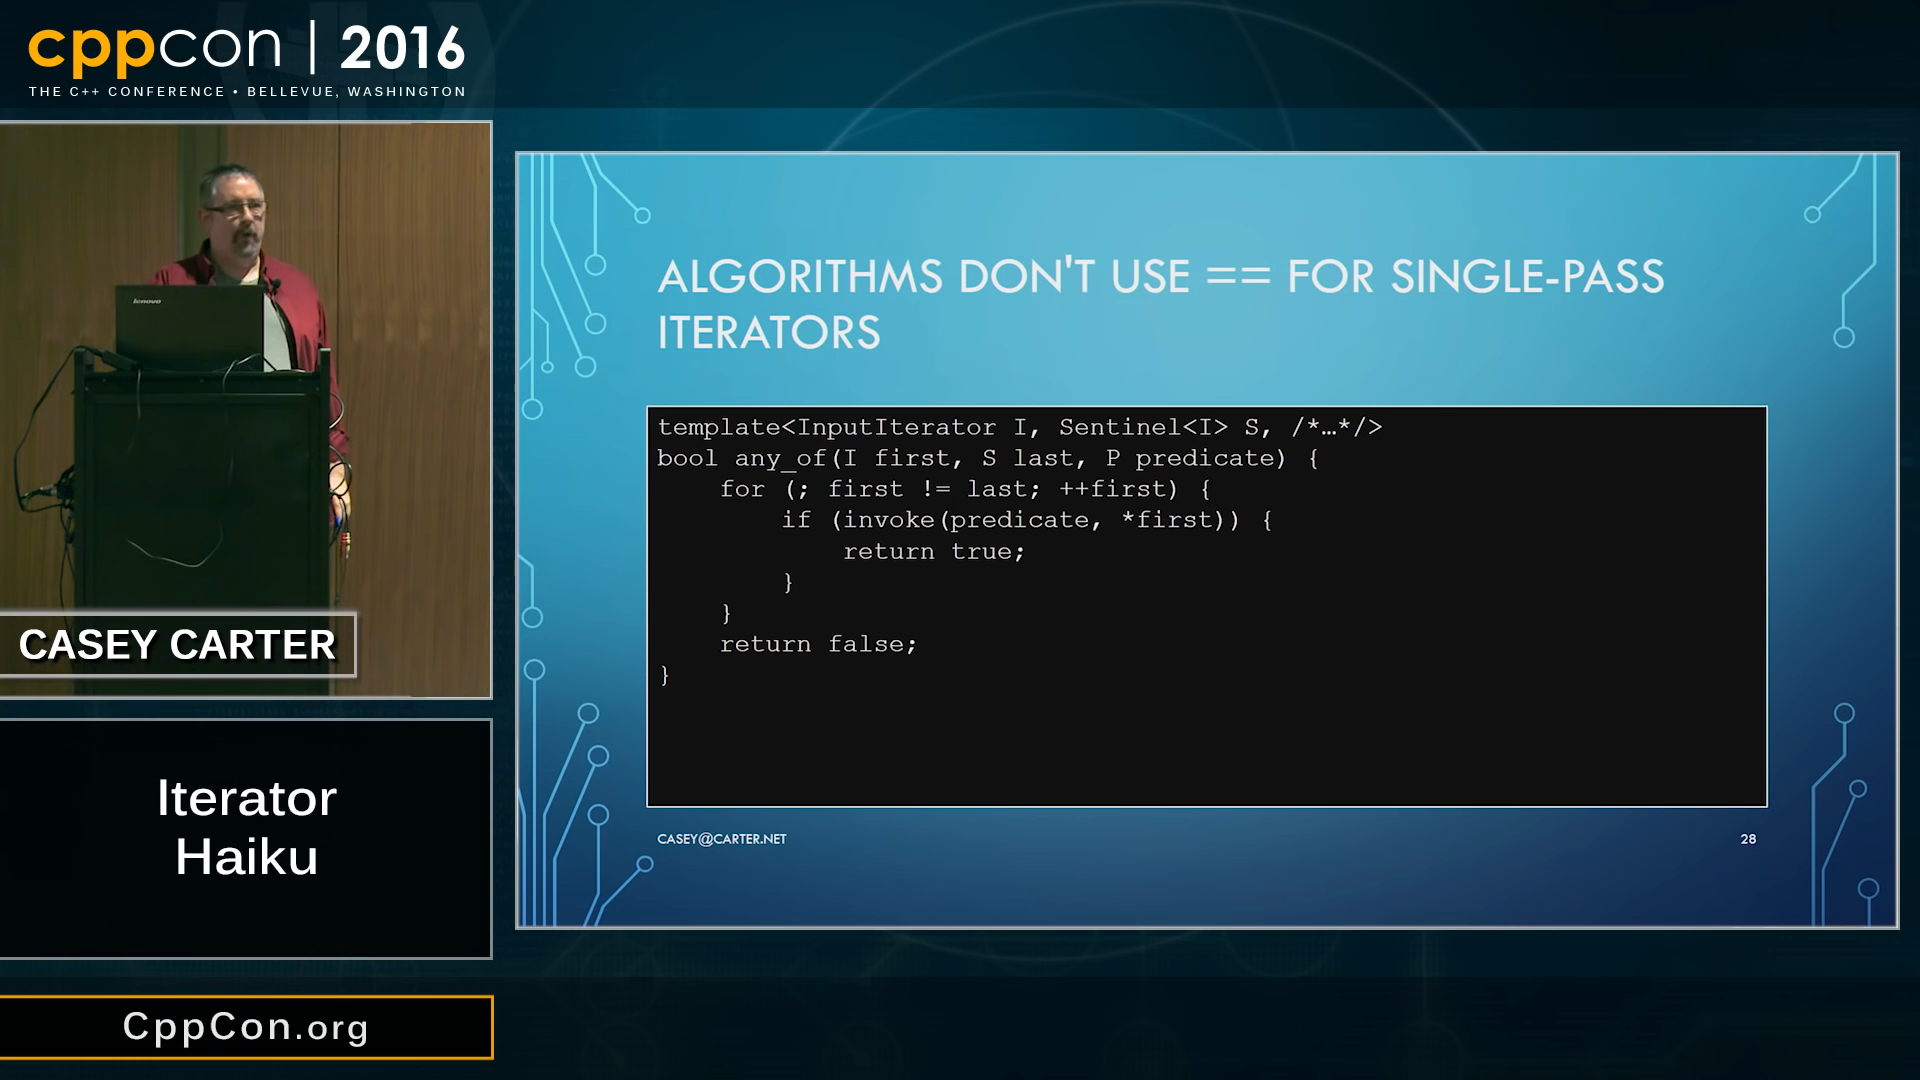 cppcon | 2016
THE C++ CONFERENCE • BELLEVUE, WASHINGTON
lenovo
CASEY CARTER
Iterator
Haiku
CppCon.org
ALGORITHMS DON'T USE == FOR SINGLE-PASS
ITERATORS
template<InputIterator I, Sentinel<I> S, /*…*/>
bool any_of(I first, S last, P predicate) {
    for (; first != last; ++first) {
        if (invoke(predicate, *first)) {
            return true;
        }
    }
    return false;
}
CASEY@CARTER.NET
28